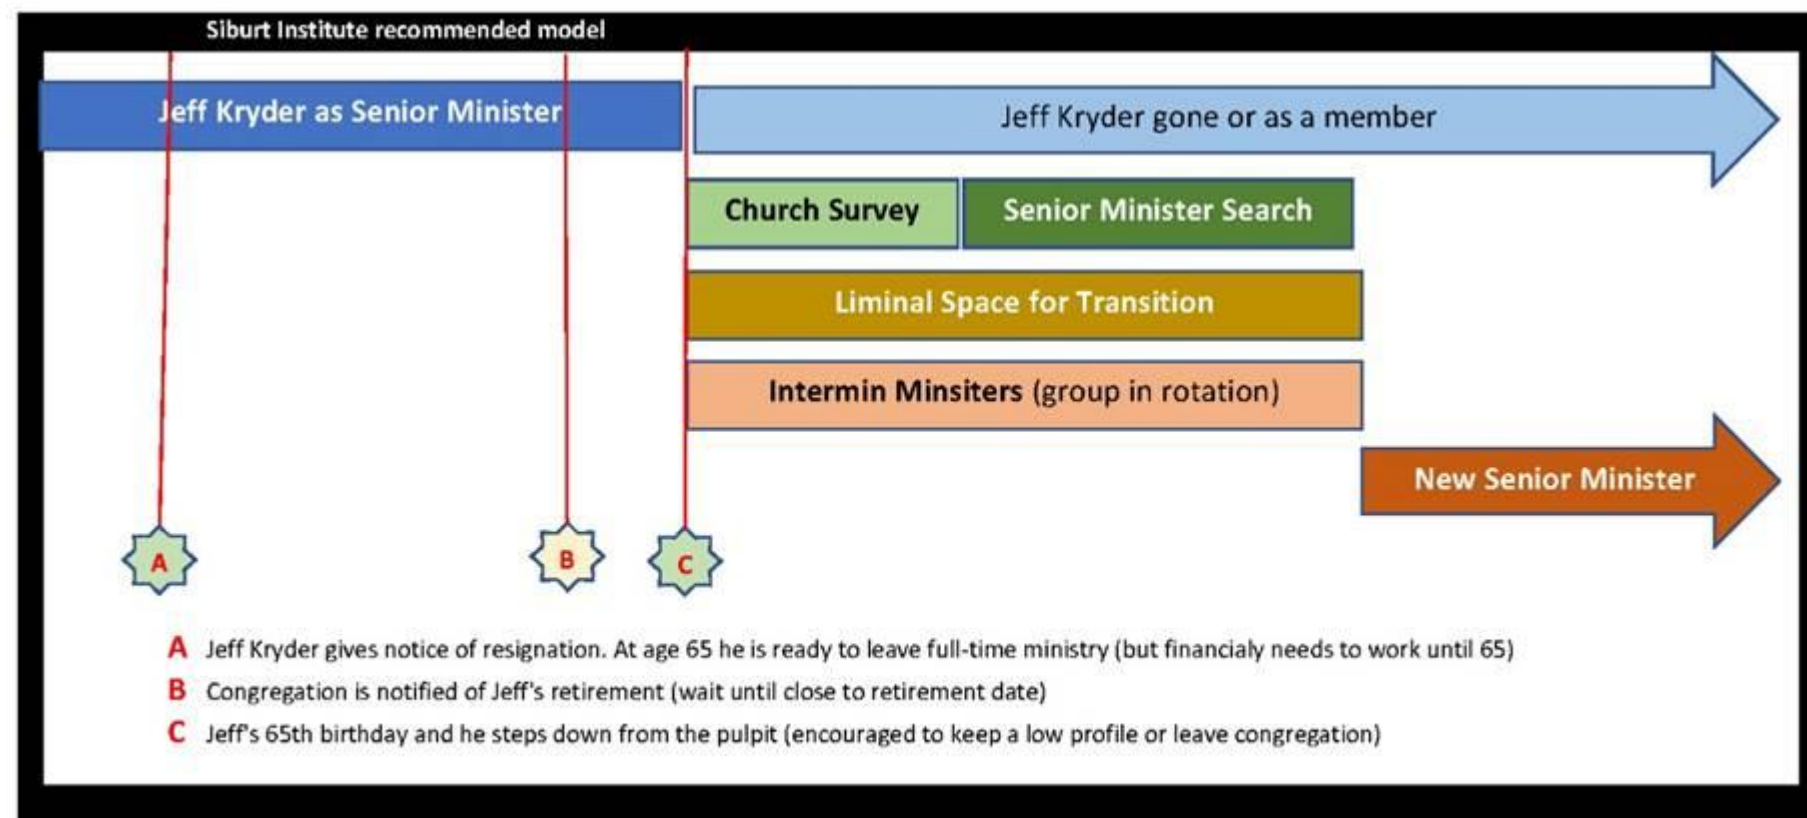 Siburt Institute recommended model
Jeff Kryder as Senior Minister
Jeff Kryder gone or as a member
Church Survey
Senior Minister Search
Liminal Space for Transition
Intermin Minsiters (group in rotation)
New Senior Minister
A
B
C
A Jeff Kryder gives notice of resignation. At age 65 he is ready to leave full-time ministry (but financialy needs to work until 65)
B Congregation is notified of Jeff's retirement (wait until close to retirement date)
C Jeff's 65th birthday and he steps down from the pulpit (encouraged to keep a low profile or leave congregation)